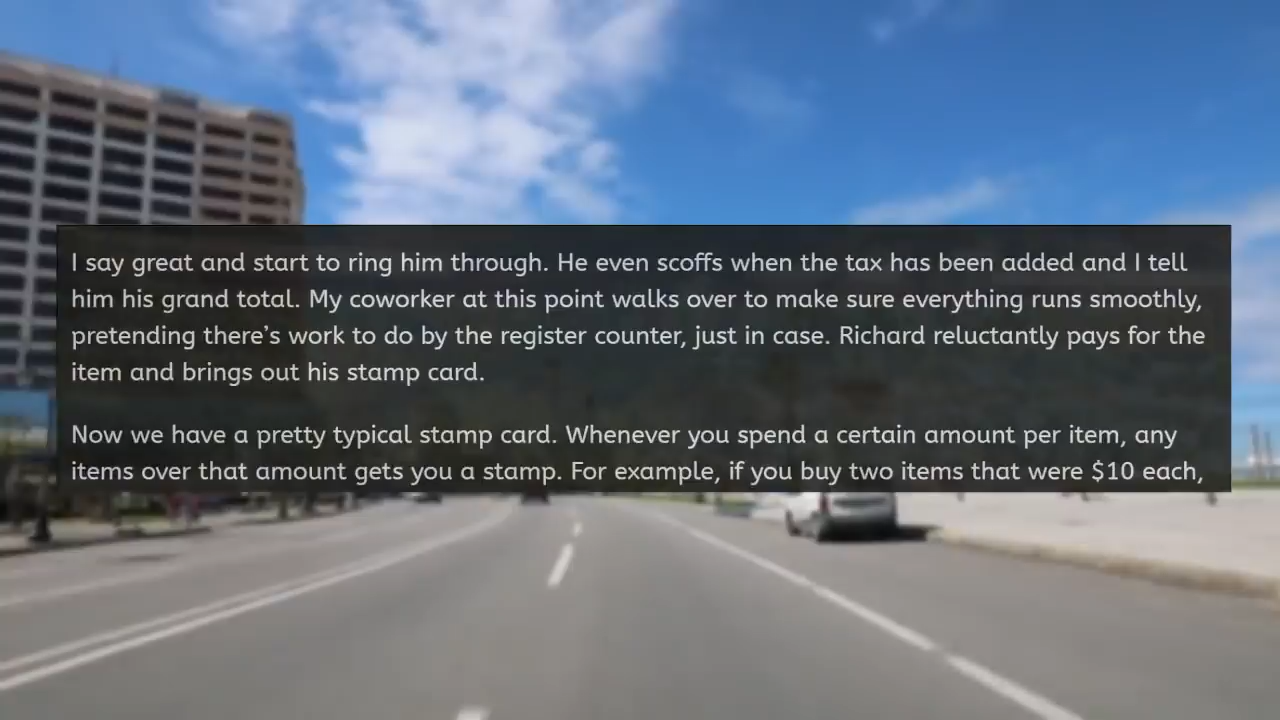 I say great and start to ring him through. He even scoffs when the tax has been added and I tell
him his grand total. My coworker at this point walks over to make sure everything runs smoothly,
pretending there’s work to do by the register counter, just in case. Richard reluctantly pays for the
item and brings out his stamp card.
Now we have a pretty typical stamp card. Whenever you spend a certain amount per item, any
items over that amount gets you a stamp. For example, if you buy two items that were $10 each,